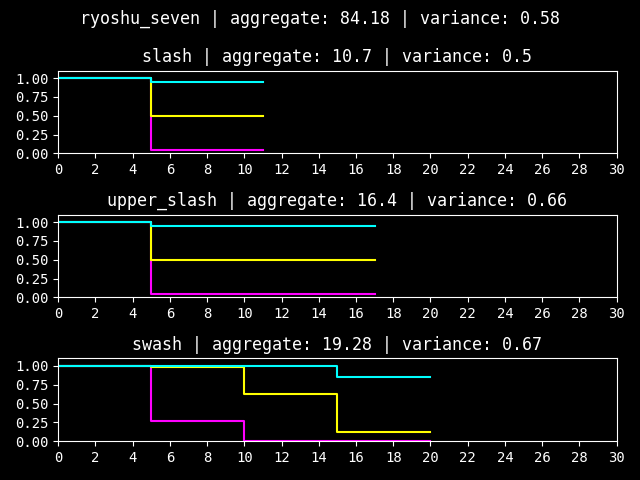 ryoshu_seven | aggregate: 84.18 | variance: 0.58
slash | aggregate: 10.7 | variance: 0.5
1.00
0.75
0.50
0.25
0.00
0 2 4 6 8 10 12 14 16 18 20 22 24 26 28 30
upper_slash | aggregate: 16.4 | variance: 0.66
1.00
0.75
0.50
0.25
0.00
0 2 4 6 8 10 12 14 16 18 20 22 24 26 28 30
swash | aggregate: 19.28 | variance: 0.67
1.00
0.75
0.50
0.25
0.00
0 2 4 6 8 10 12 14 16 18 20 22 24 26 28 30